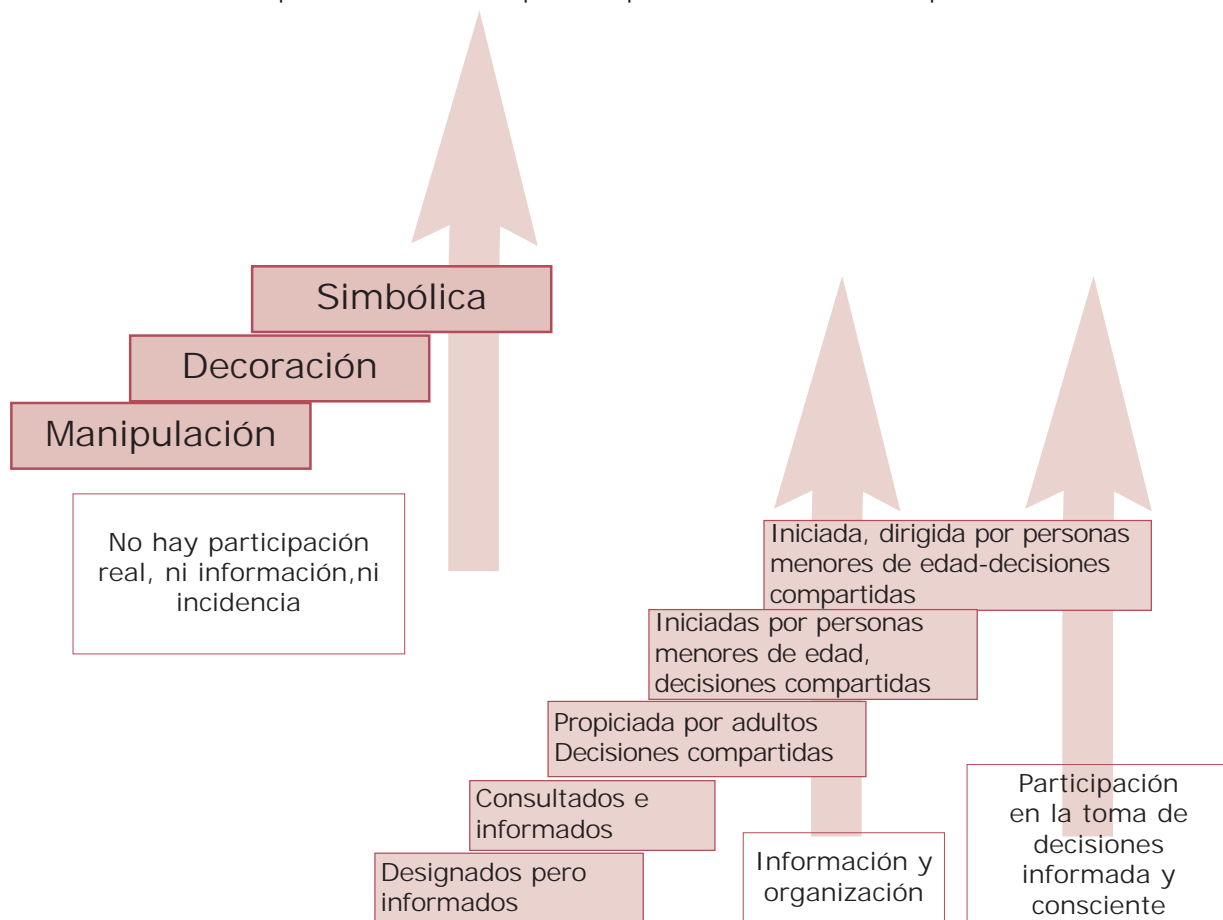 Simbólica
Decoración
Manipulación
No hay participación
real, ni información,ni
incidencia
Iniciada, dirigida por personas
menores de edad-decisiones
compartidas
Iniciadas por personas
menores de edad,
decisiones compartidas
Propiciada por adultos
Decisiones compartidas
Consultados e
informados
Designados pero
informados
Información y
organización
Participación
en la toma de
decisiones
informada y
consciente